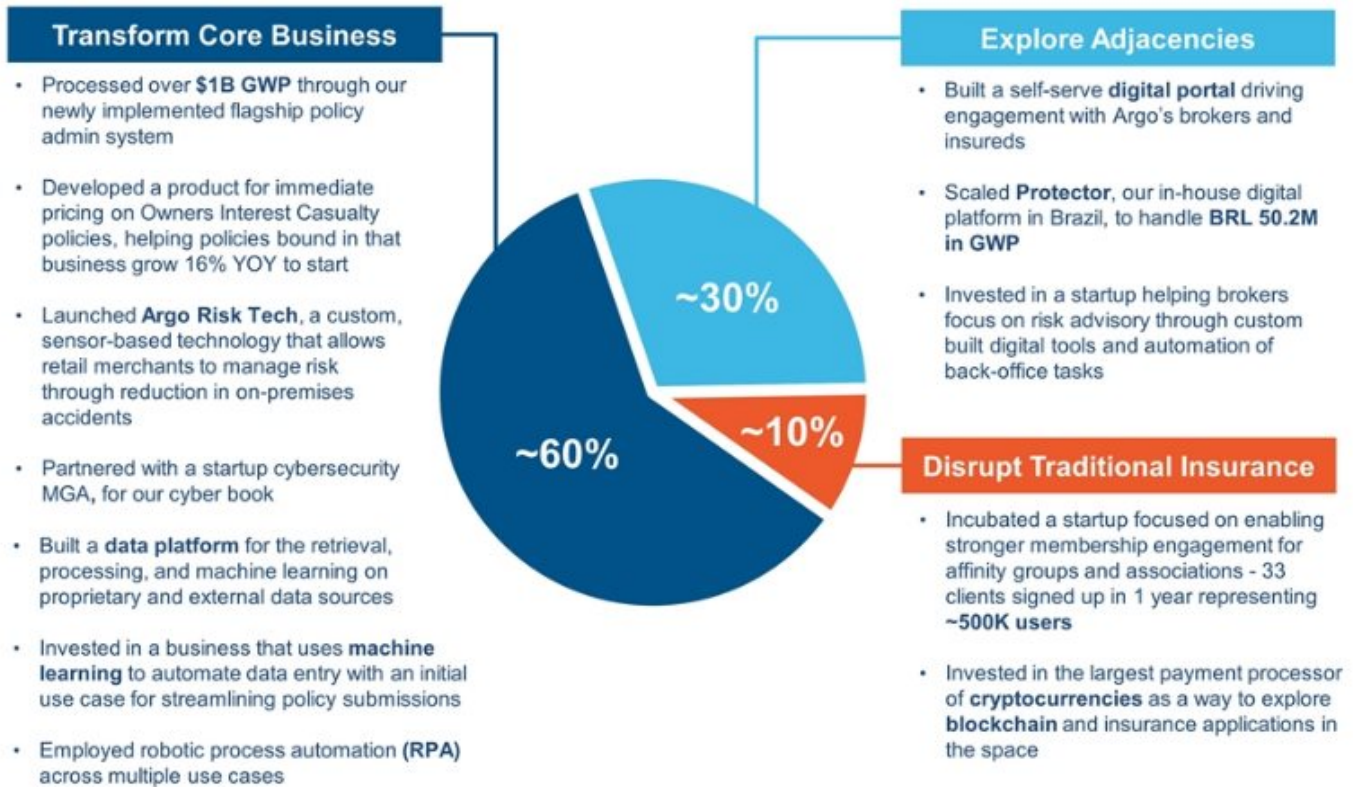 Transform Core Business
• Processed over $1B GWP through our
newly implemented flagship policy
admin system
• Developed a product for immediate
pricing on Owners Interest Casualty
policies, helping policies bound in that
business grow 16% YOY to start
• Launched Argo Risk Tech, a custom,
sensor-based technology that allows
retail merchants to manage risk
through reduction in on-premises
accidents
• Partnered with a startup cybersecurity
MGA, for our cyber book
• Built a data platform for the retrieval,
processing, and machine learning on
proprietary and external data sources
• Invested in a business that uses machine
learning to automate data entry with an initial
use case for streamlining policy submissions
• Employed robotic process automation (RPA)
across multiple use cases
~60%
~30%
~10%
Explore Adjacencies
• Built a self-serve digital portal driving
engagement with Argo's brokers and
insureds
• Scaled Protector, our in-house digital
platform in Brazil, to handle BRL 50.2M
in GWP
• Invested in a startup helping brokers
focus on risk advisory through custom
built digital tools and automation of
back-office tasks
Disrupt Traditional Insurance
• Incubated a startup focused on enabling
stronger membership engagement for
affinity groups and associations - 33
clients signed up in 1 year representing
~500K users
• Invested in the largest payment processor
of cryptocurrencies as a way to explore
blockchain and insurance applications in
the space